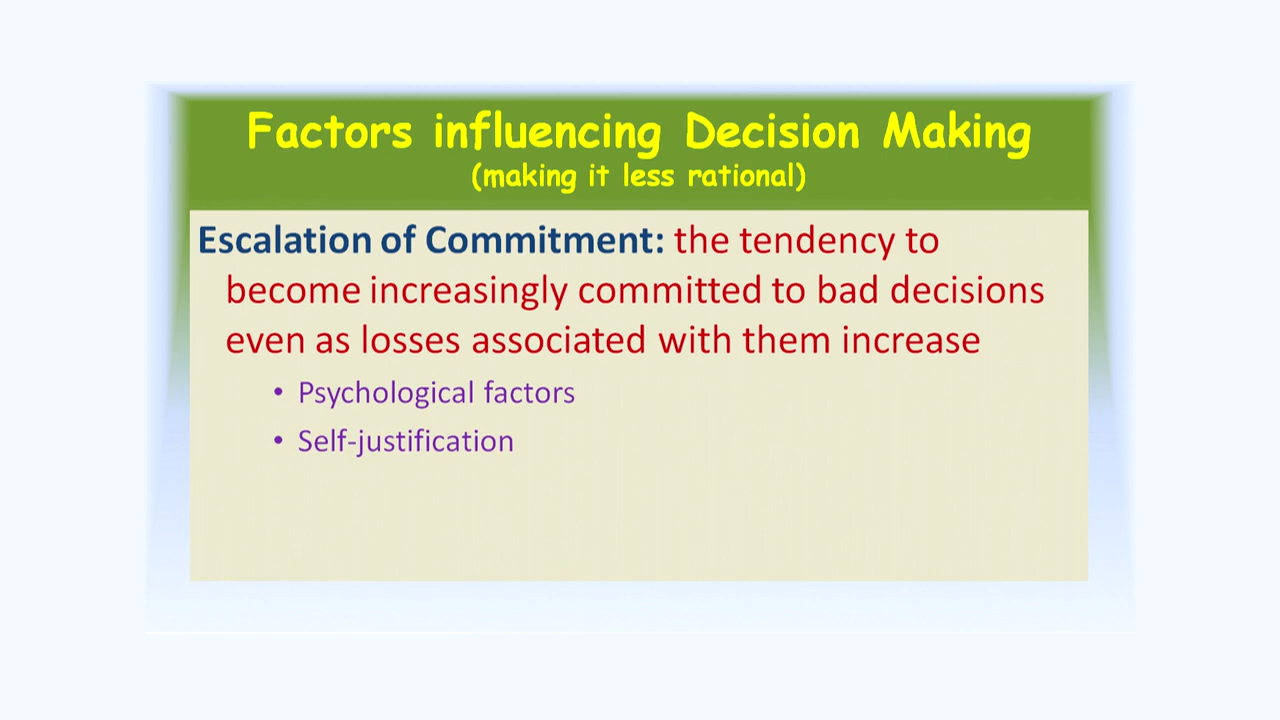 Factors influencing Decision Making
(making it less rational)
Escalation of Commitment: the tendency to
become increasingly committed to bad decisions
even as losses associated with them increase
• Psychological factors
• Self-justification